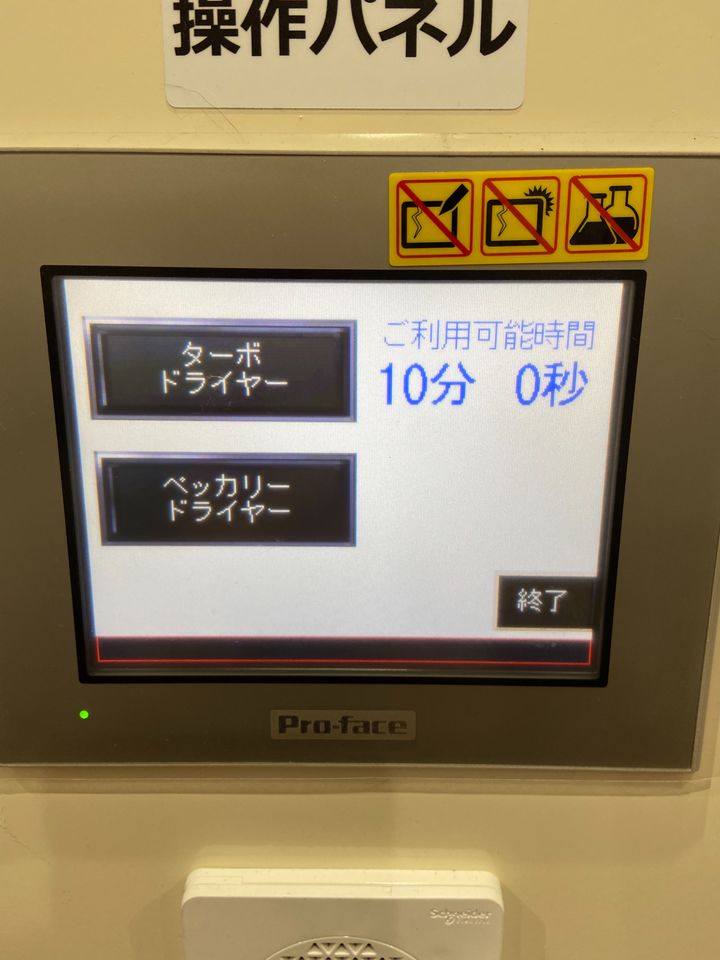 操作パネル
ターボ
ドライヤー
ご利用可能時間
10分 0秒
ベッカリー
ドライヤー
終了
Pro-face
Schneider
Electric